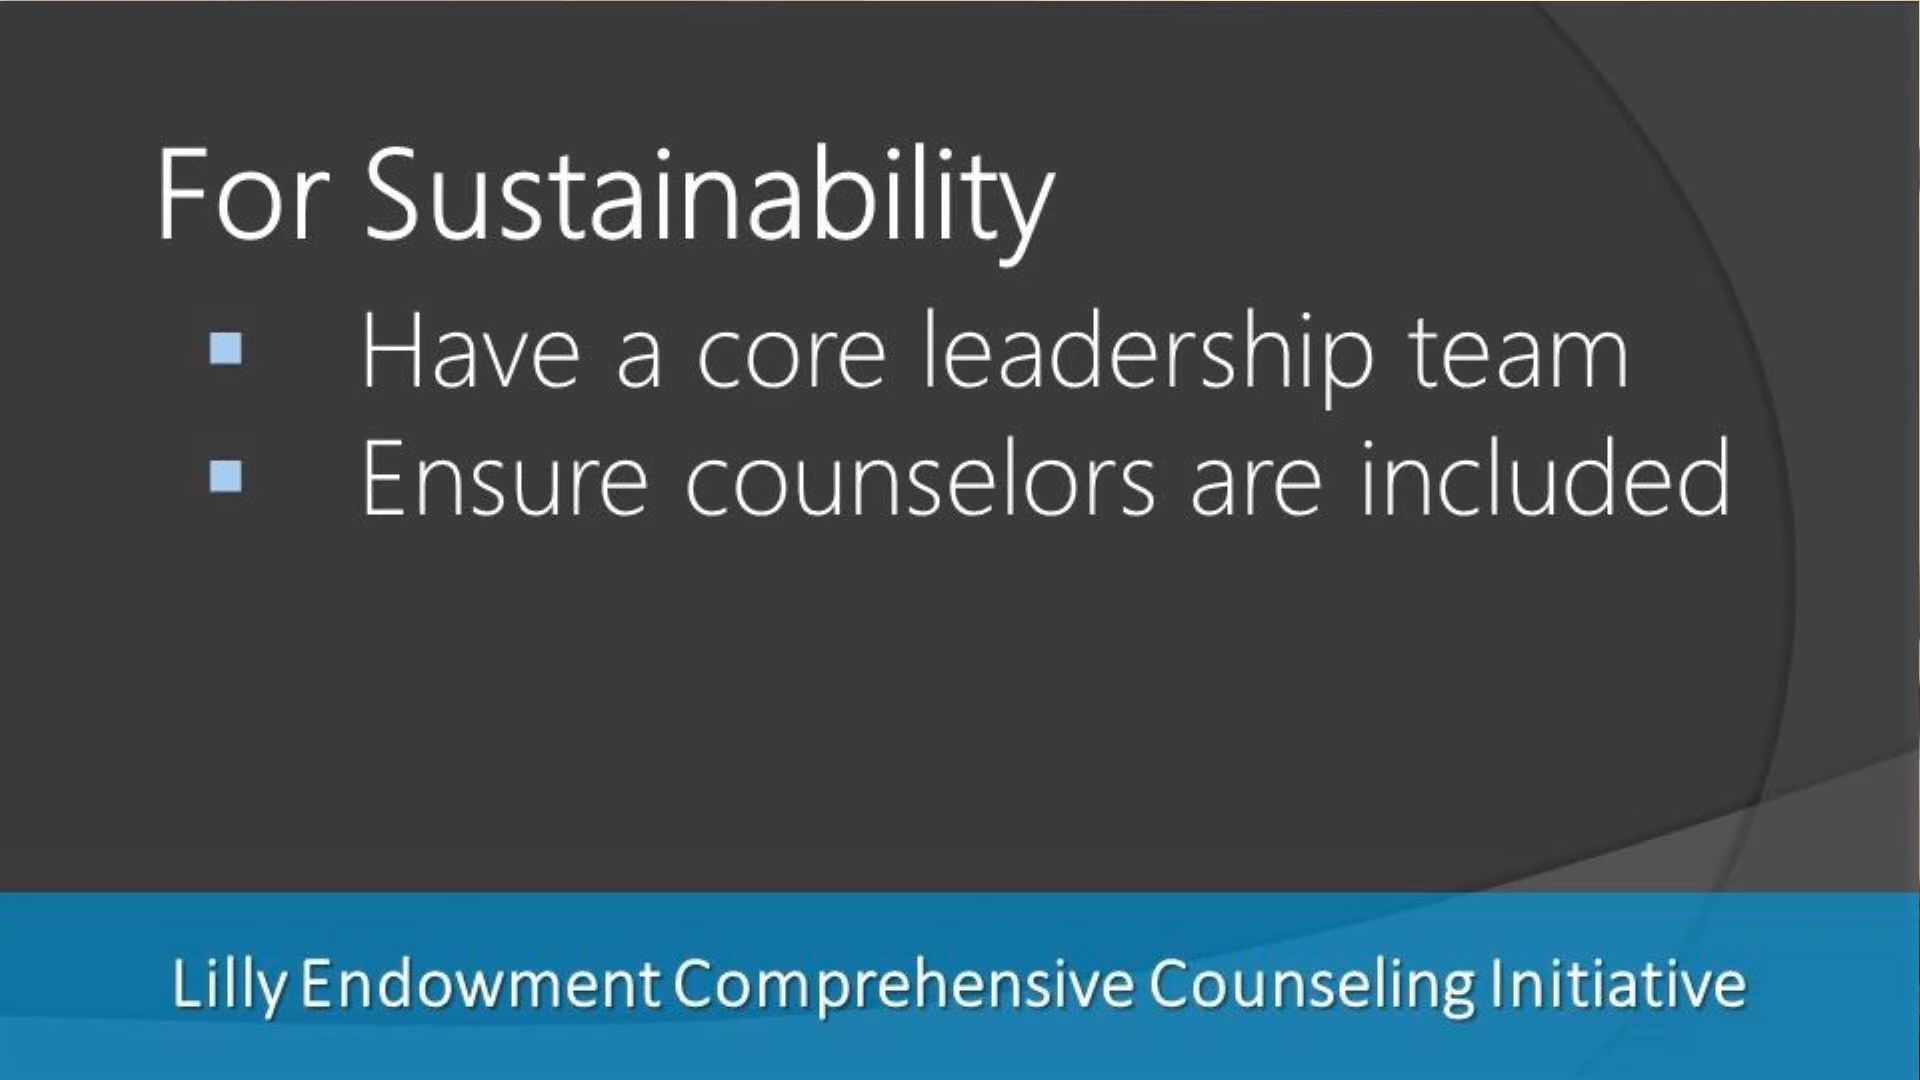 For Sustainability
Have a core leadership team
Ensure counselors are included
Lilly Endowment Comprehensive Counseling Initiative